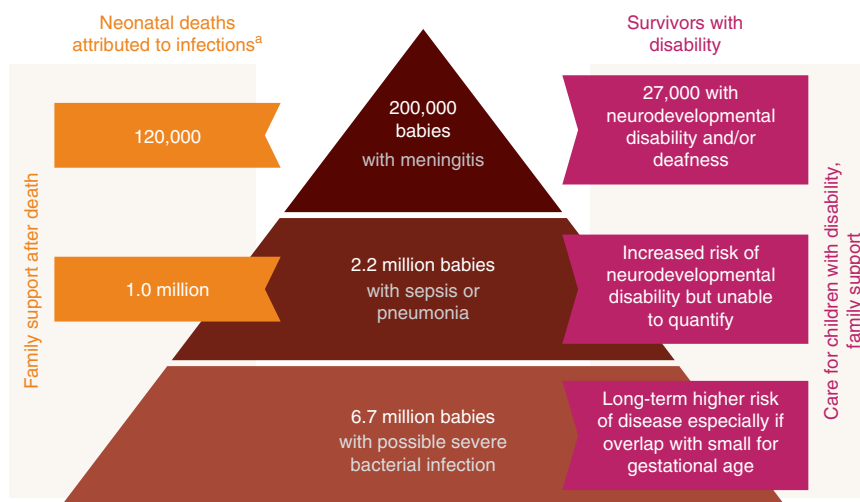 Neonatal deaths
attributed to infectionsᵃ
Survivors with
disability
Family support after death
120,000
200,000
babies
with meningitis
27,000 with
neurodevelopmental
disability and/or
deafness
1.0 million
2.2 million babies
with sepsis or
pneumonia
Increased risk of
neurodevelopmental
disability but unable
to quantify
6.7 million babies
with possible severe
bacterial infection
Long-term higher risk
of disease especially if
overlap with small for
gestational age
Care for children with disability,
family support